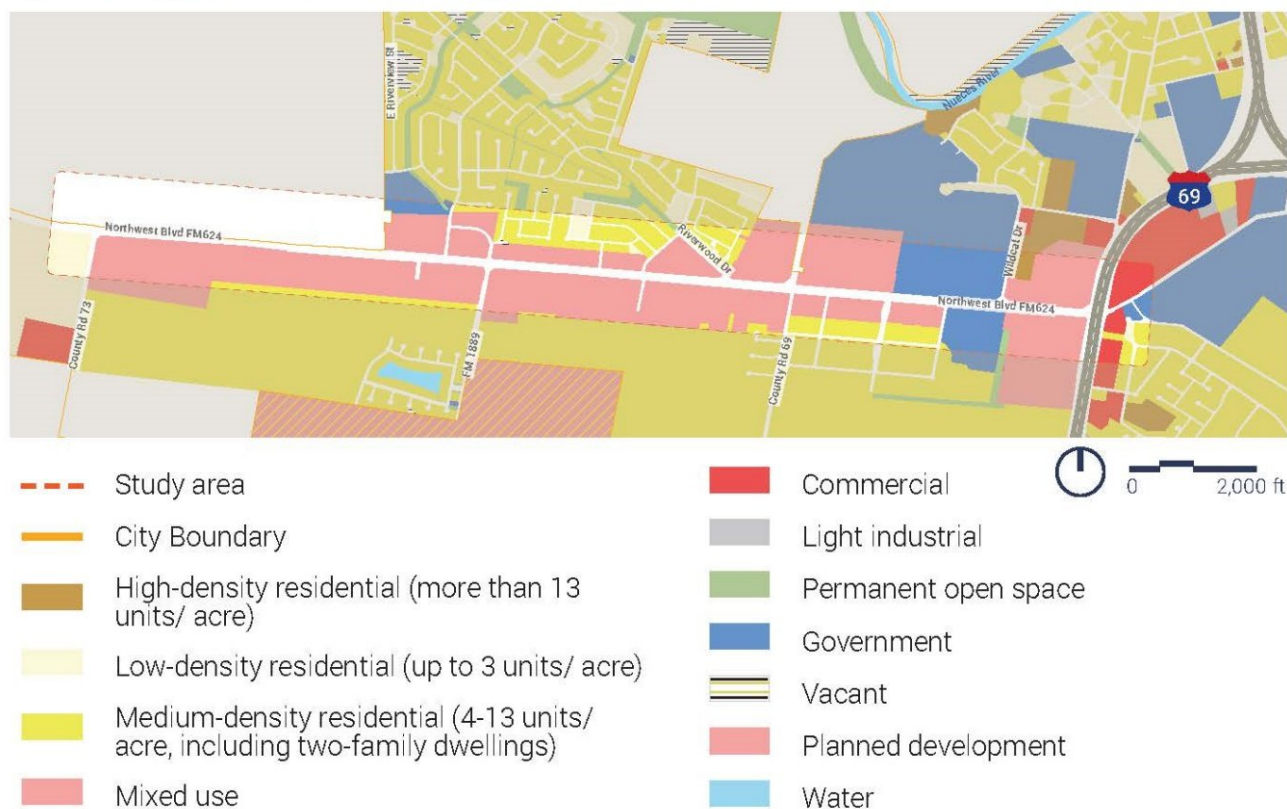 E Riverview St
Nueces River
69
Northwest Blvd FM624
Riverwood Dr
Wildcat Dr
Northwest Blvd FM624
County Rd 73
FM 1889
County Rd 69
Study area
City Boundary
High-density residential (more than 13
units/ acre)
Low-density residential (up to 3 units/ acre)
Medium-density residential (4-13 units/
acre, including two-family dwellings)
Mixed use
Commercial
0 2,000 ft
Light industrial
Permanent open space
Government
Vacant
Planned development
Water